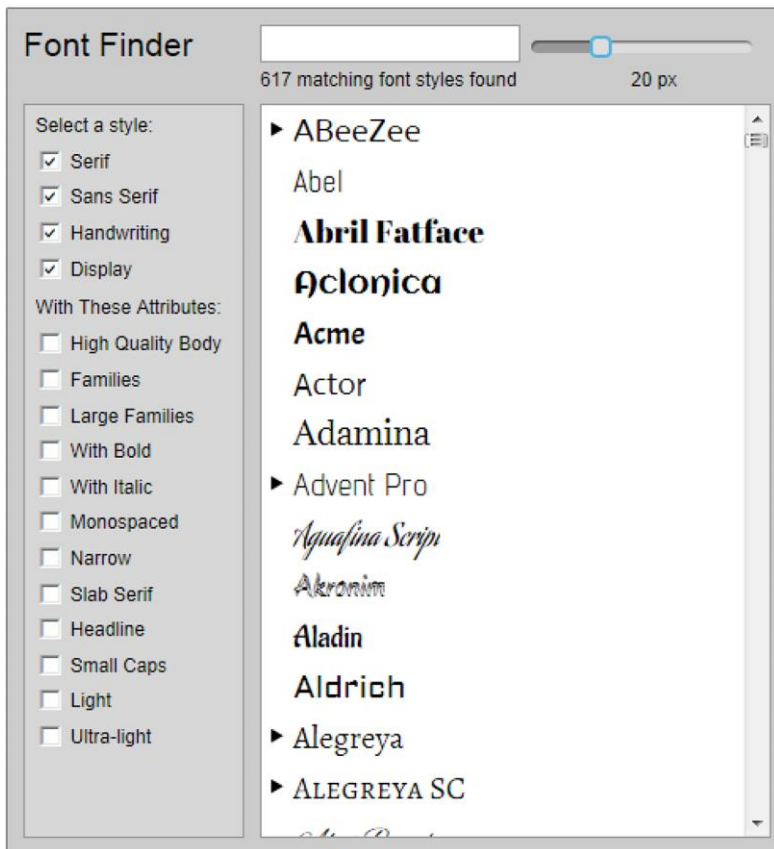 Font Finder
617 matching font styles found
20 px
Select a style:
Serif
Sans Serif
Handwriting
Display
With These Attributes:
High Quality Body
Families
Large Families
With Bold
With Italic
Monospaced
Narrow
Slab Serif
Headline
Small Caps
Light
Ultra-light
ABeeZee
Abel
Abril Fatface
Aclonica
Acme
Actor
Adamina
Advent Pro
Aguafina Script
Akronim
Aladin
Aldrich
Alegreya
ALEGREYA SC